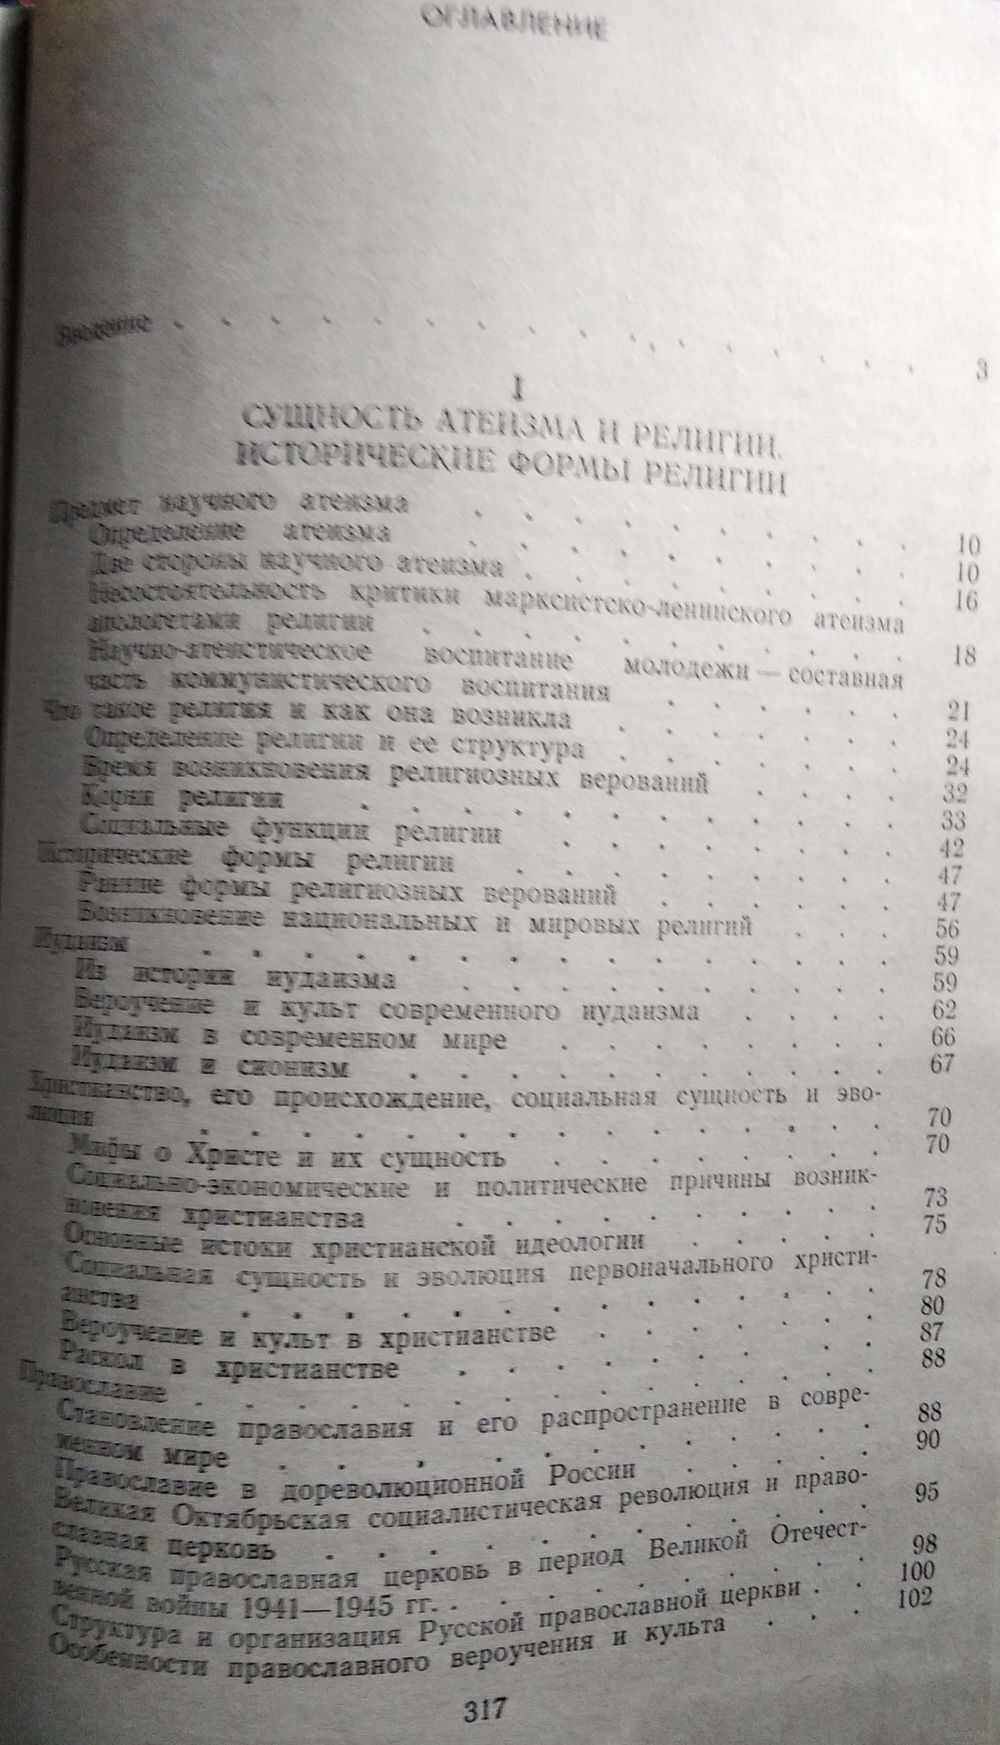 ОГЛАВЛЕНИЕ
Введение . . . . . . . . . . . . . . . 3
I
СУЩНОСТЬ АТЕИЗМА И РЕЛИГИИ.
ИСТОРИЧЕСКИЕ ФОРМЫ РЕЛИГИИ
Предмет научного атеизма . . . . . . . . . 10
Определение атеизма . . . . . . . . . 10
Две стороны научного атеизма . . . . . . . . 16
Несостоятельность критики марксистско-ленинского атеизма
апологетами религии . . . . . . . . . 18
Научно-атеистическое воспитание молодежи — составная
часть коммунистического воспитания . . . . . . 21
Что такое религия и как она возникла . . . . . . 24
Определение религии и ее структура . . . . . . 24
Время возникновения религиозных верований . . . . 32
Корни религии . . . . . . . . . . . 33
Социальные функции религии . . . . . . . 42
Исторические формы религии . . . . . . . . 47
Ранние формы религиозных верований . . . . . 47
Возникновение национальных и мировых религий . . . 56
Иудаизм . . . . . . . . . . . . . . 59
Из истории иудаизма . . . . . . . . . 59
Вероучение и культ современного иудаизма . . . . 62
Иудаизм в современном мире . . . . . . . 66
Иудаизм и сионизм . . . . . . . . . . 67
Христианство, его происхождение, социальная сущность и эво-
люция . . . . . . . . . . . . . . 70
Мифы о Христе и их сущность . . . . . . . 70
Социально-экономические и политические причины возник-
новения христианства . . . . . . . . . 73
Основные истоки христианской идеологии . . . . . 75
Социальная сущность и эволюция первоначального христи-
анства . . . . . . . . . . . . . 78
Вероучение и культ в христианстве . . . . . . 80
Раскол в христианстве . . . . . . . . . 87
Православие . . . . . . . . . . . . . 88
Становление православия и его распространение в совре-
менном мире . . . . . . . . . . . 88
Православие в дореволюционной России . . . . . 90
Великая Октябрьская социалистическая революция и право-
славная церковь . . . . . . . . . . 95
Русская православная церковь в период Великой Отечест-
венной войны 1941—1945 гг. . . . . . . . . 98
Структура и организация Русской православной церкви . . 100
Особенности православного вероучения и культа . . . 102
317